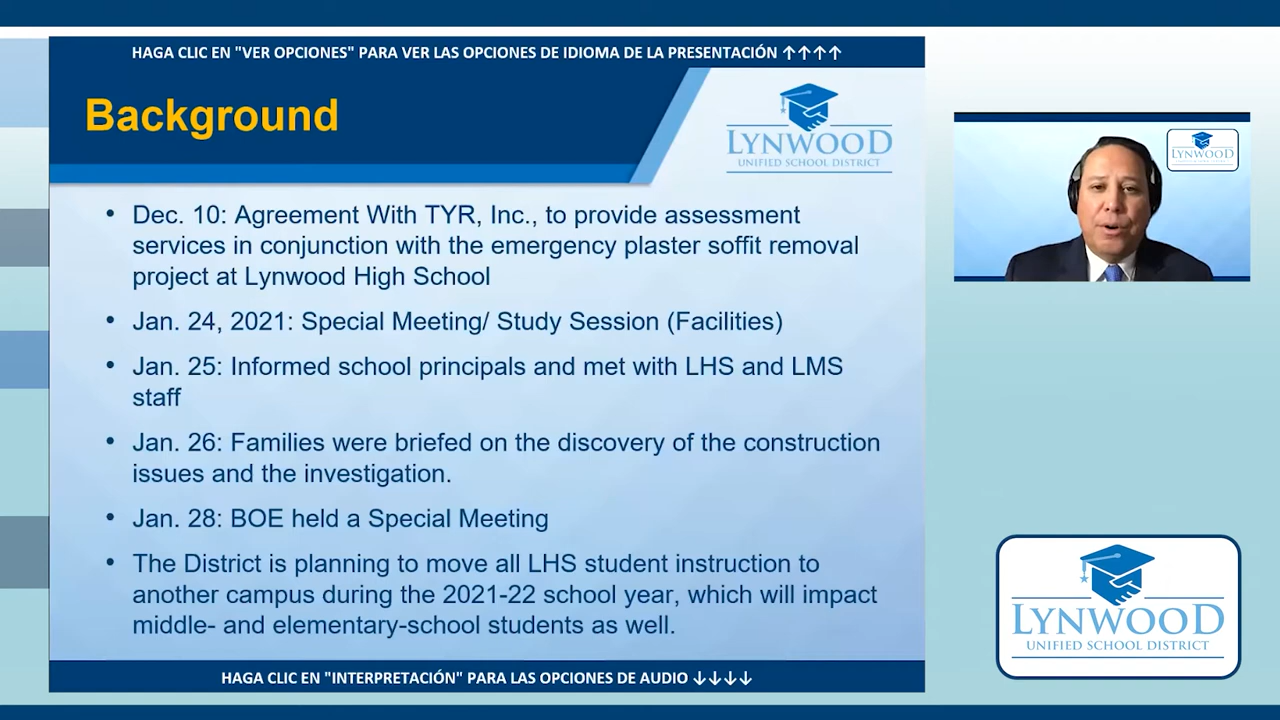 HAGA CLIC EN "VER OPCIONES" PARA VER LAS OPCIONES DE IDIOMA DE LA PRESENTACIÓN ↑↑↑↑
Background
LYNWOOD
UNIFIED SCHOOL DISTRICT
• Dec. 10: Agreement With TYR, Inc., to provide assessment
services in conjunction with the emergency plaster soffit removal
project at Lynwood High School
• Jan. 24, 2021: Special Meeting/ Study Session (Facilities)
• Jan. 25: Informed school principals and met with LHS and LMS
staff
• Jan. 26: Families were briefed on the discovery of the construction
issues and the investigation.
• Jan. 28: BOE held a Special Meeting
• The District is planning to move all LHS student instruction to
another campus during the 2021-22 school year, which will impact
middle- and elementary-school students as well.
HAGA CLIC EN "INTERPRETACIÓN" PARA LAS OPCIONES DE AUDIO ↓↓↓↓
LYNWOOD
LYNWOOD
UNIFIED SCHOOL DISTRICT